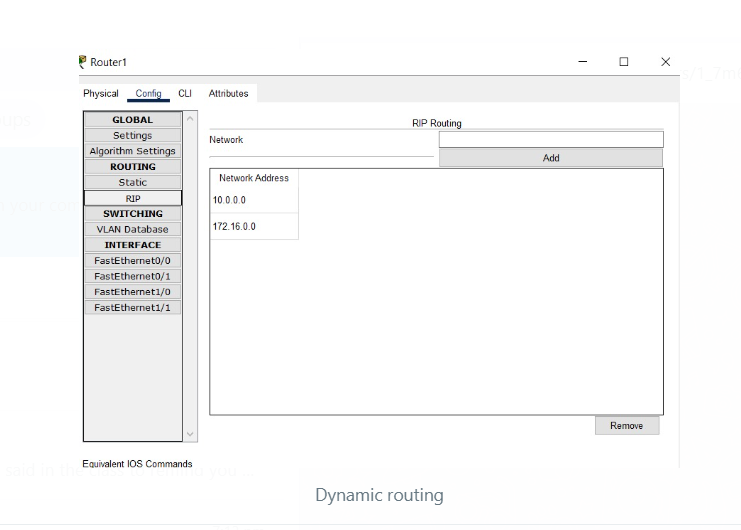 Router1
Physical Config CLI Attributes
GLOBAL
Settings
Algorithm Settings
ROUTING
Static
RIP
SWITCHING
VLAN Database
INTERFACE
FastEthernet0/0
FastEthernet0/1
FastEthernet1/0
FastEthernet1/1
RIP Routing
Network
Add
Network Address
10.0.0.0
172.16.0.0
Remove
Equivalent IOS Commands
Dynamic routing